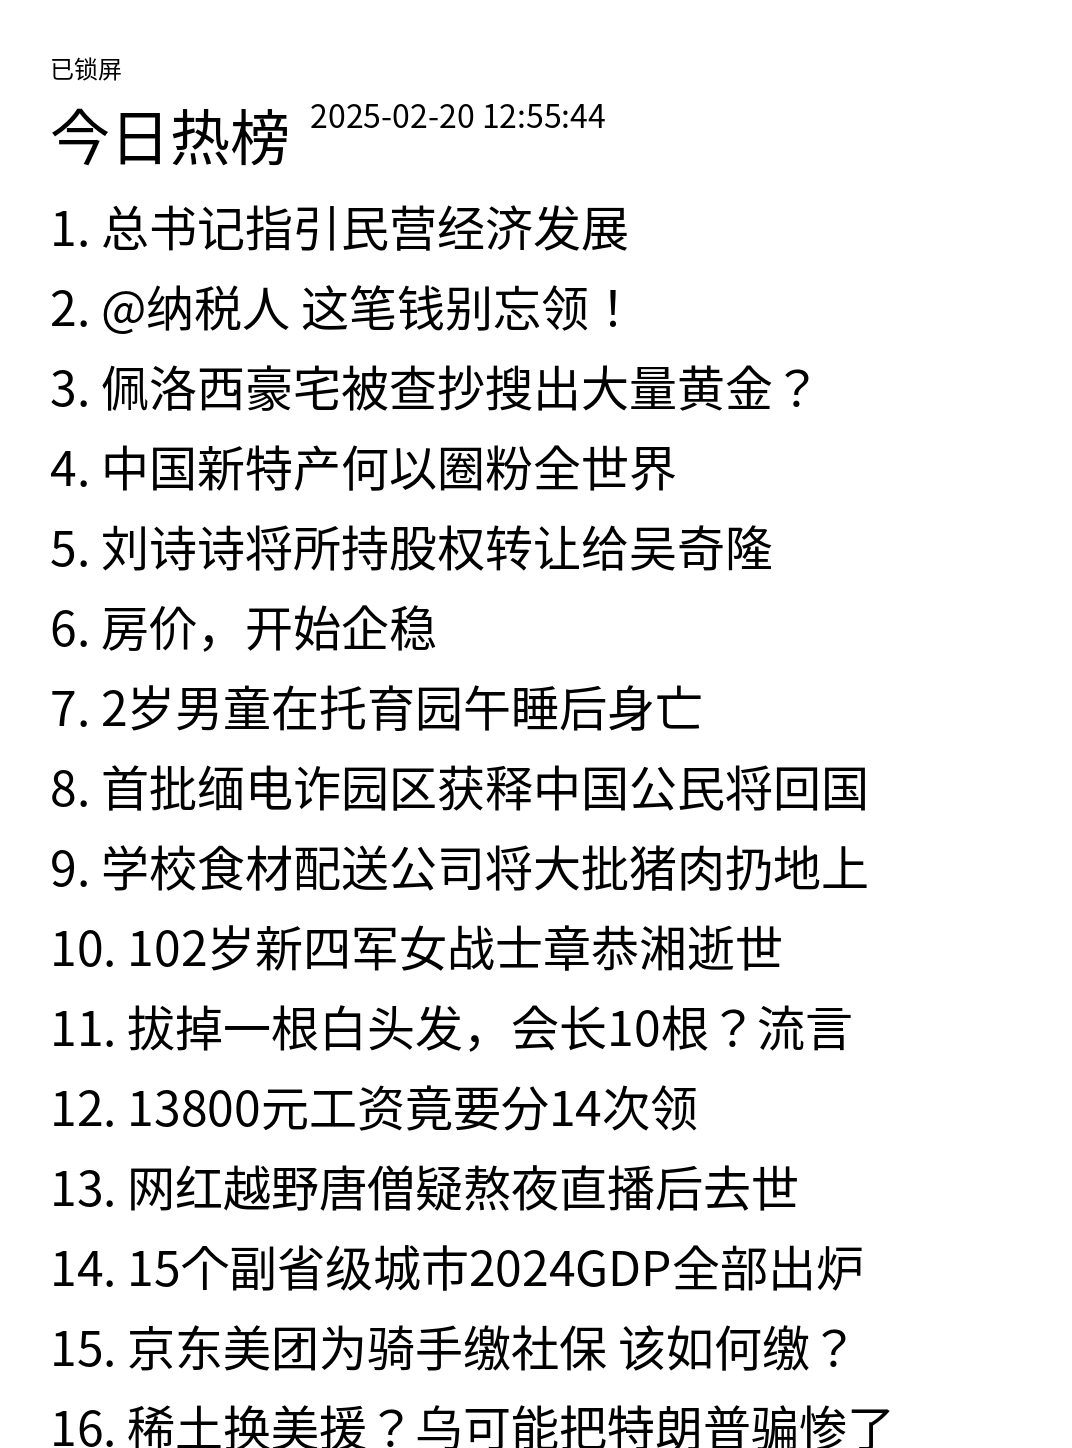 已锁屏
今日热榜 2025-02-20 12:55:44
1. 总书记指引民营经济发展
2. @纳税人 这笔钱别忘领！
3. 佩洛西豪宅被查抄搜出大量黄金？
4. 中国新特产何以圈粉全世界
5. 刘诗诗将所持股权转让给吴奇隆
6. 房价，开始企稳
7. 2岁男童在托育园午睡后身亡
8. 首批缅电诈园区获释中国公民将回国
9. 学校食材配送公司将大批猪肉扔地上
10. 102岁新四军女战士章恭湘逝世
11. 拔掉一根白头发，会长10根？流言
12. 13800元工资竟要分14次领
13. 网红越野唐僧疑熬夜直播后去世
14. 15个副省级城市2024GDP全部出炉
15. 京东美团为骑手缴社保 该如何缴？
16. 稀土换美援？乌可能把特朗普骗惨了